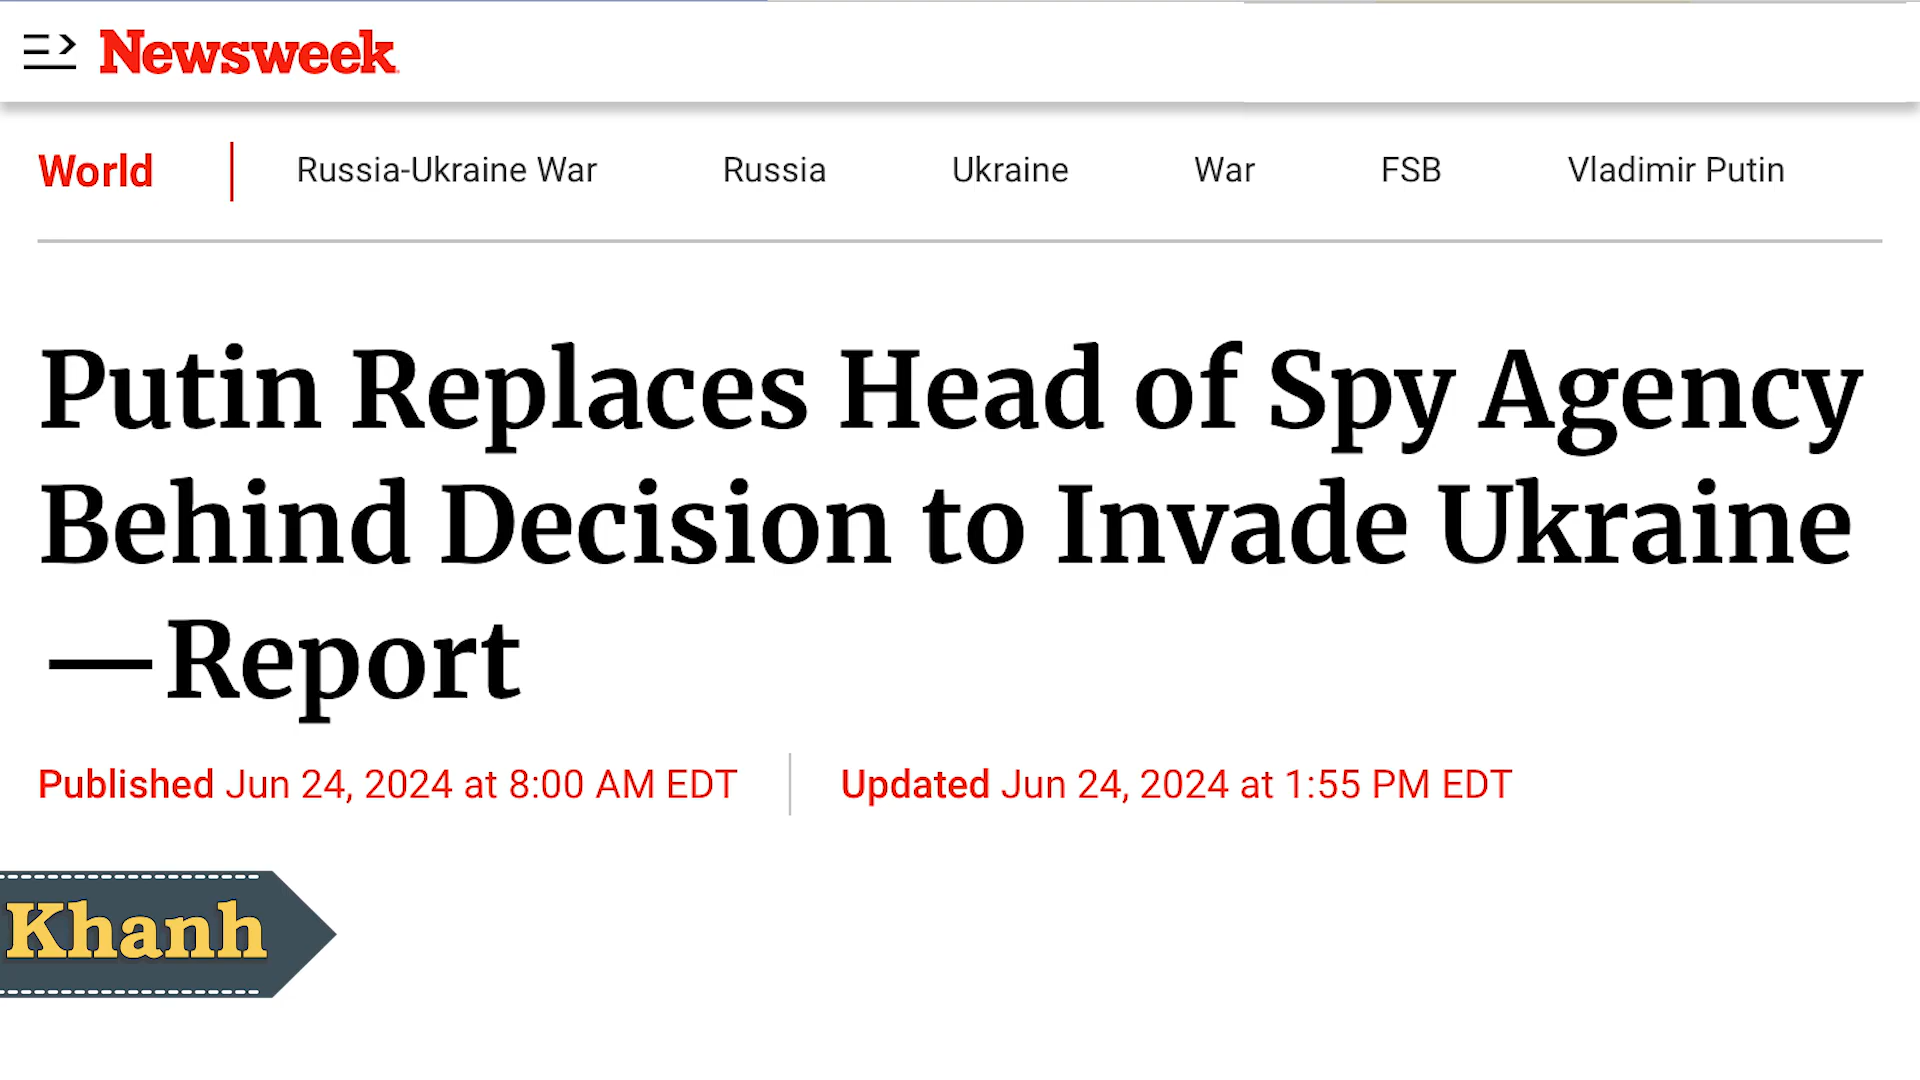 Newsweek
World | Russia-Ukraine War Russia Ukraine War FSB Vladimir Putin
Putin Replaces Head of Spy Agency
Behind Decision to Invade Ukraine
—Report
Published Jun 24, 2024 at 8:00 AM EDT | Updated Jun 24, 2024 at 1:55 PM EDT
Khanh